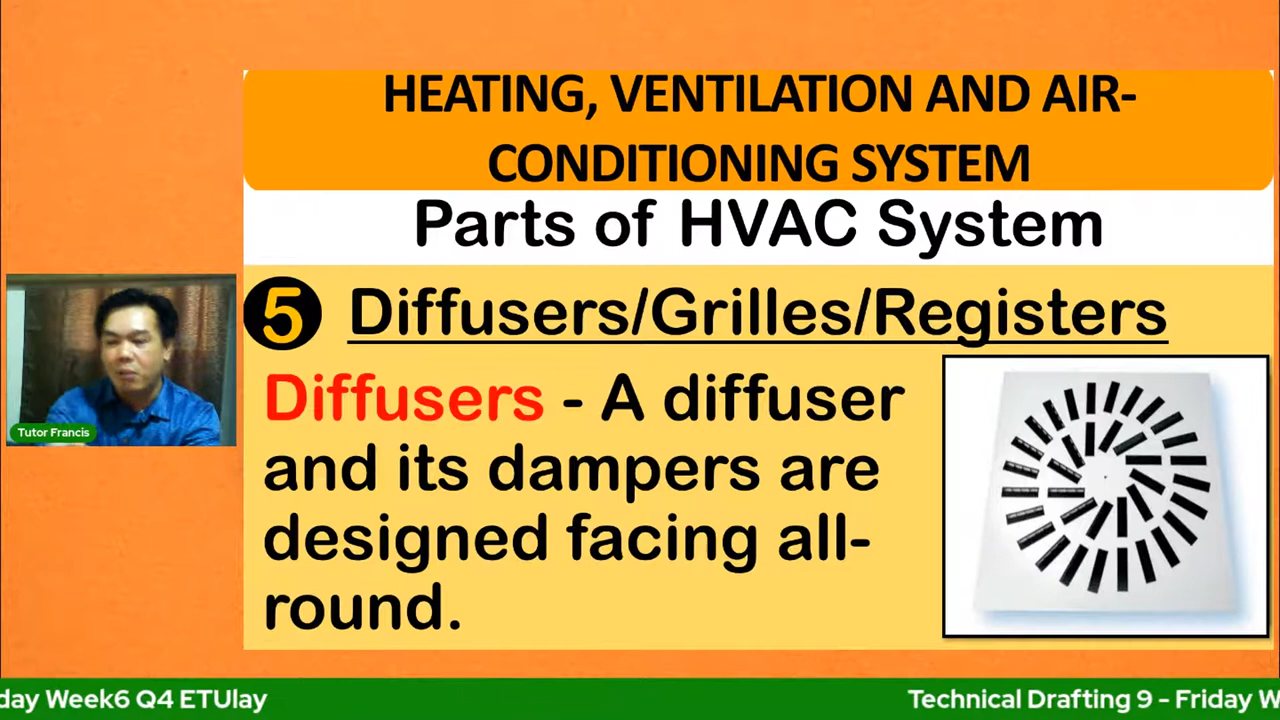 HEATING, VENTILATION AND AIR-
CONDITIONING SYSTEM
Parts of HVAC System
5 Diffusers/Grilles/Registers
Diffusers - A diffuser
and its dampers are
designed facing all-
round.
Tutor Francis
day Week6 Q4 ETUlay
Technical Drafting 9 - Friday W